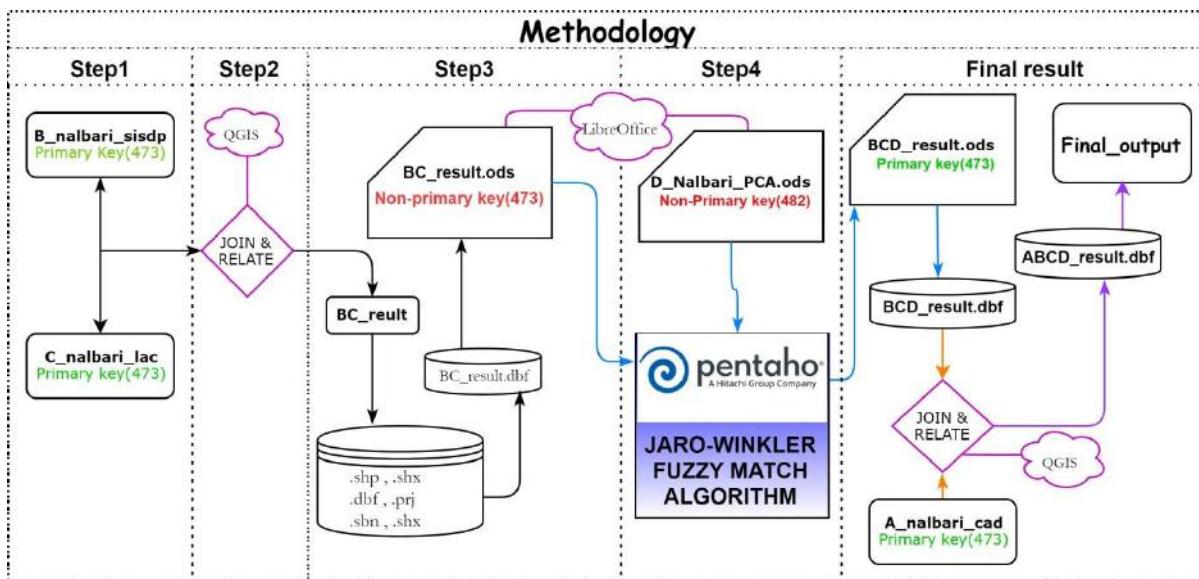 Methodology
Step1
Step2
Step3
Step4
Final result
B_nalbari_sisdp
Primary Key(473)
C_nalbari_lac
Primary key(473)
QGIS
JOIN &
RELATE
BC_result.ods
Non-primary key(473)
BC_reult
BC_result.dbf
.shp , .shx
.dbf , .prj
.sbn , .shx
LibreOffice
D_Nalbari_PCA.ods
Non-Primary key(482)
pentaho®
A Hitachi Group Company
JARO-WINKLER
FUZZY MATCH
ALGORITHM
BCD_result.ods
Primary key(473)
BCD_result.dbf
JOIN &
RELATE
QGIS
A_nalbari_cad
Primary key(473)
Final_output
ABCD_result.dbf